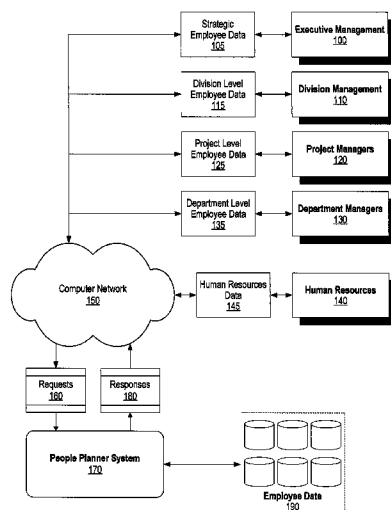 Strategic
Employee Data
105
Executive Management
100
Division Level
Employee Data
115
Division Management
110
Project Level
Employee Data
125
Project Managers
120
Department Level
Employee Data
135
Department Managers
130
Computer Network
150
Human Resources
Data
145
Human Resources
140
Requests
160
Responses
180
People Planner System
170
Employee Data
190